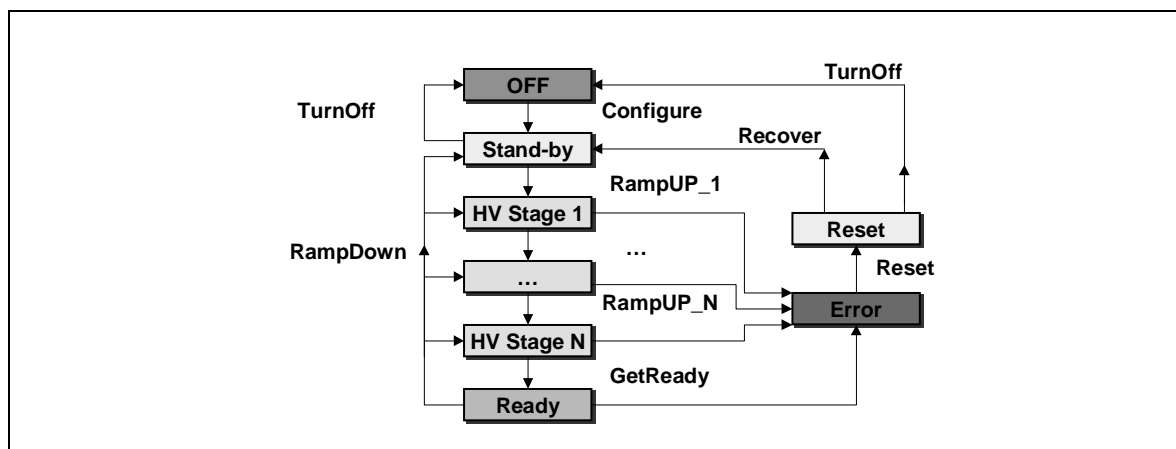 OFF
TurnOff
TurnOff
Configure
Recover
Stand-by
RampUP_1
HV Stage 1
Reset
RampDown
…
Reset
…
RampUP_N
Error
HV Stage N
GetReady
Ready